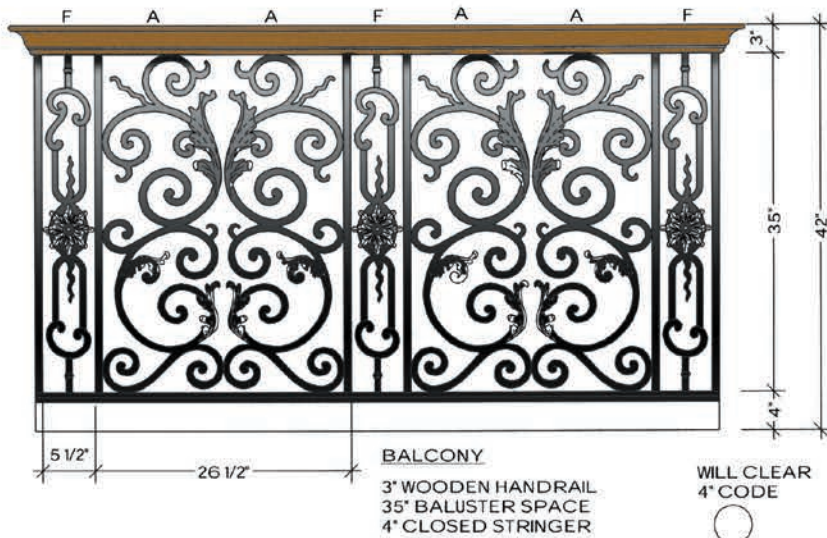 F A A F A A F
3"
35"
42"
4"
5 1/2"
26 1/2"
BALCONY
3" WOODEN HANDRAIL
35" BALUSTER SPACE
4" CLOSED STRINGER
WILL CLEAR
4" CODE